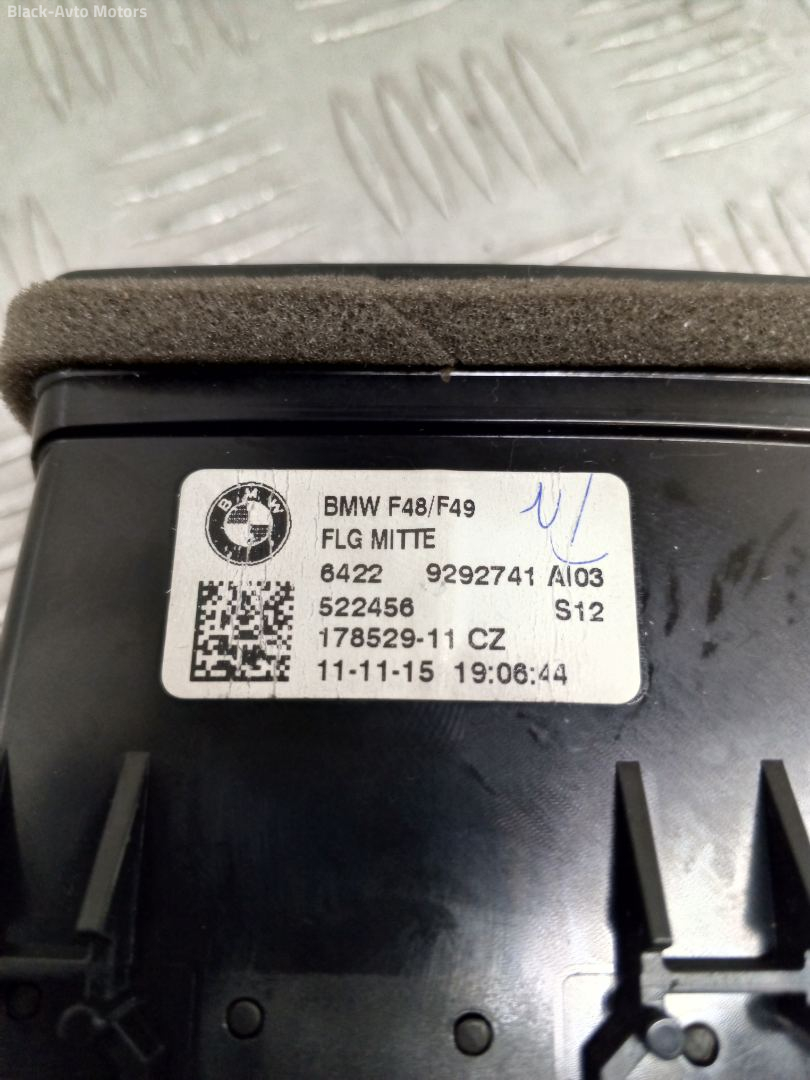 Black-Avto Motors
BMW
BMW F48/F49
FLG MITTE
6422 9292741 AI03
522456 S12
178529-11 CZ
11-11-15 19:06:44